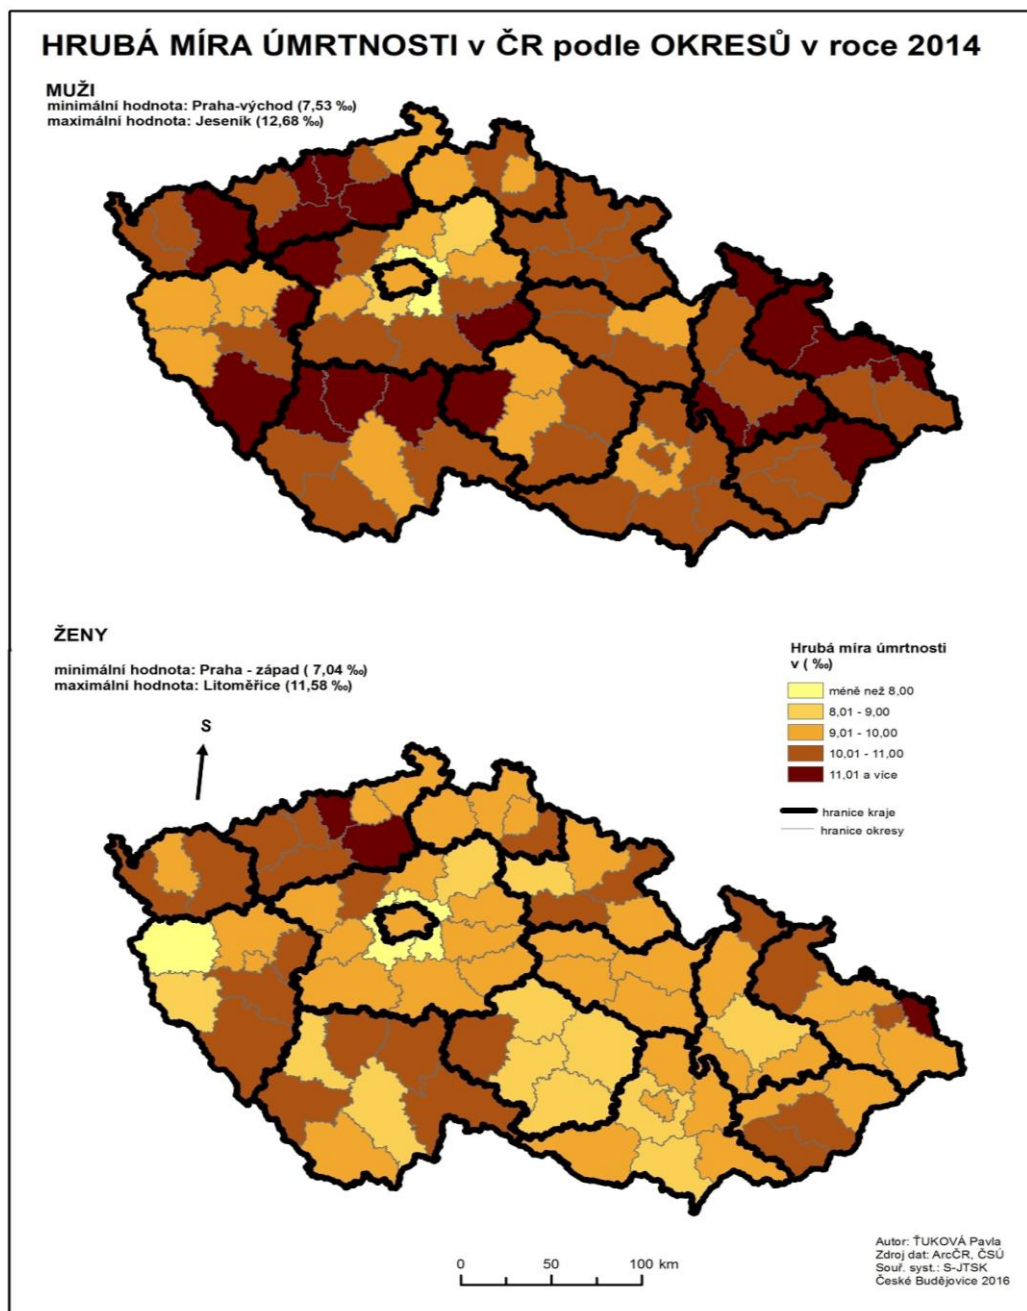 HRUBÁ MÍRA ÚMRTNOSTI v ČR podle OKRESŮ v roce 2014
MUŽI
minimální hodnota: Praha-východ (7,53 ‰)
maximální hodnota: Jeseník (12,68 ‰)
ŽENY
minimální hodnota: Praha - západ ( 7,04 ‰)
maximální hodnota: Litoměřice (11,58 ‰)
S
Hrubá míra úmrtnosti
v ( ‰)
méně než 8,00
8,01 - 9,00
9,01 - 10,00
10,01 - 11,00
11,01 a více
hranice kraje
hranice okresy
0 50 100 km
Autor: ŤUKOVÁ Pavla
Zdroj dat: ArcČR, ČSÚ
Souř. syst.: S-JTSK
České Budějovice 2016